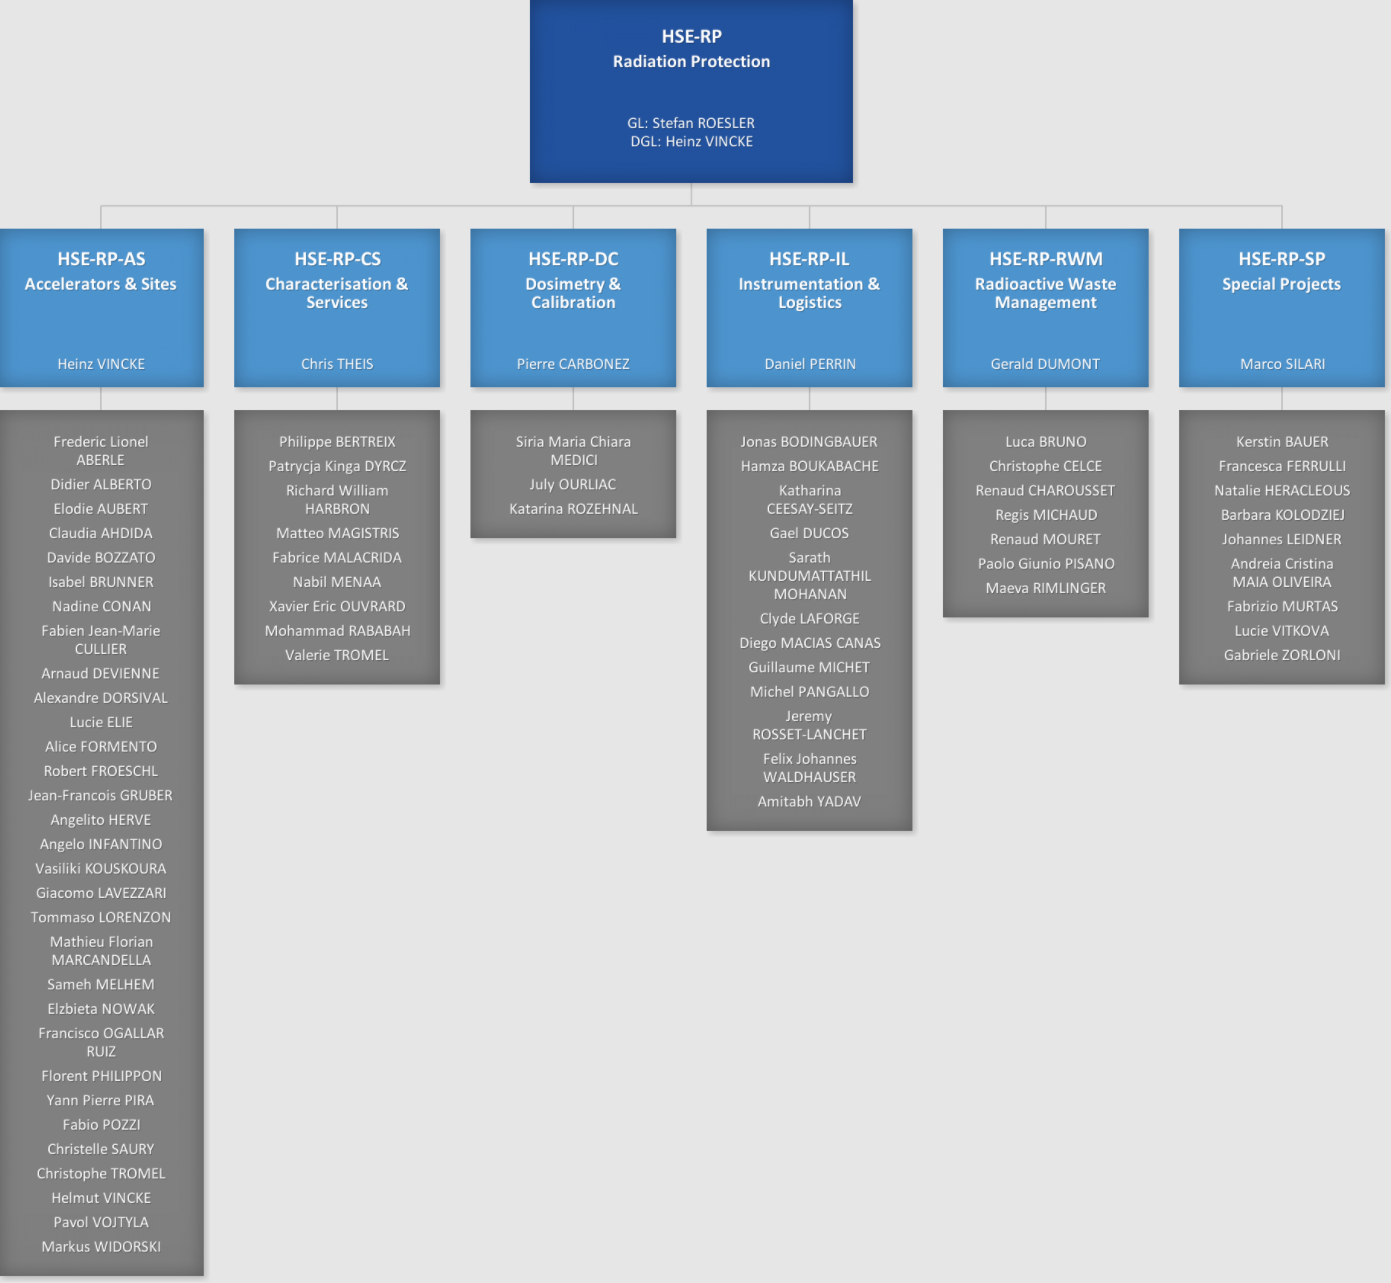 HSE-RP
Radiation Protection
GL: Stefan ROESLER
DGL: Heinz VINCKE
HSE-RP-AS
Accelerators & Sites
Heinz VINCKE
Frederic Lionel
ABERLE
Didier ALBERTO
Elodie AUBERT
Claudia AHDIDA
Davide BOZZATO
Isabel BRUNNER
Nadine CONAN
Fabien Jean-Marie
CULLIER
Arnaud DEVIENNE
Alexandre DORSIVAL
Lucie ELIE
Alice FORMENTO
Robert FROESCHL
Jean-Francois GRUBER
Angelito HERVE
Angelo INFANTINO
Vasiliki KOUSKOURA
Giacomo LAVEZZARI
Tommaso LORENZON
Mathieu Florian
MARCANDELLA
Sameh MELHEM
Elzbieta NOWAK
Francisco OGALLAR
RUIZ
Florent PHILIPPON
Yann Pierre PIRA
Fabio POZZI
Christelle SAURY
Christophe TROMEL
Helmut VINCKE
Pavol VOJTYLA
Markus WIDORSKI
HSE-RP-CS
Characterisation &
Services
Chris THEIS
Philippe BERTREIX
Patrycja Kinga DYRCZ
Richard William
HARBRON
Matteo MAGISTRIS
Fabrice MALACRIDA
Nabil MENAA
Xavier Eric OUVRARD
Mohammad RABABAH
Valerie TROMEL
HSE-RP-DC
Dosimetry &
Calibration
Pierre CARBONEZ
Siria Maria Chiara
MEDICI
July OURLIAC
Katarina ROZEHNAL
HSE-RP-IL
Instrumentation &
Logistics
Daniel PERRIN
Jonas BODINGBAUER
Hamza BOUKABACHE
Katharina
CEESAY-SEITZ
Gael DUCOS
Sarath
KUNDUMATTATHIL
MOHANAN
Clyde LAFORGE
Diego MACIAS CANAS
Guillaume MICHET
Michel PANGALLO
Jeremy
ROSSET-LANCHET
Felix Johannes
WALDHAUSER
Amitabh YADAV
HSE-RP-RWM
Radioactive Waste
Management
Gerald DUMONT
Luca BRUNO
Christophe CELCE
Renaud CHAROUSSET
Regis MICHAUD
Renaud MOURET
Paolo Giunio PISANO
Maeva RIMLINGER
HSE-RP-SP
Special Projects
Marco SILARI
Kerstin BAUER
Francesca FERRULLI
Natalie HERACLEOUS
Barbara KOLODZIEJ
Johannes LEIDNER
Andreia Cristina
MAIA OLIVEIRA
Fabrizio MURTAS
Lucie VITKOVA
Gabriele ZORLONI